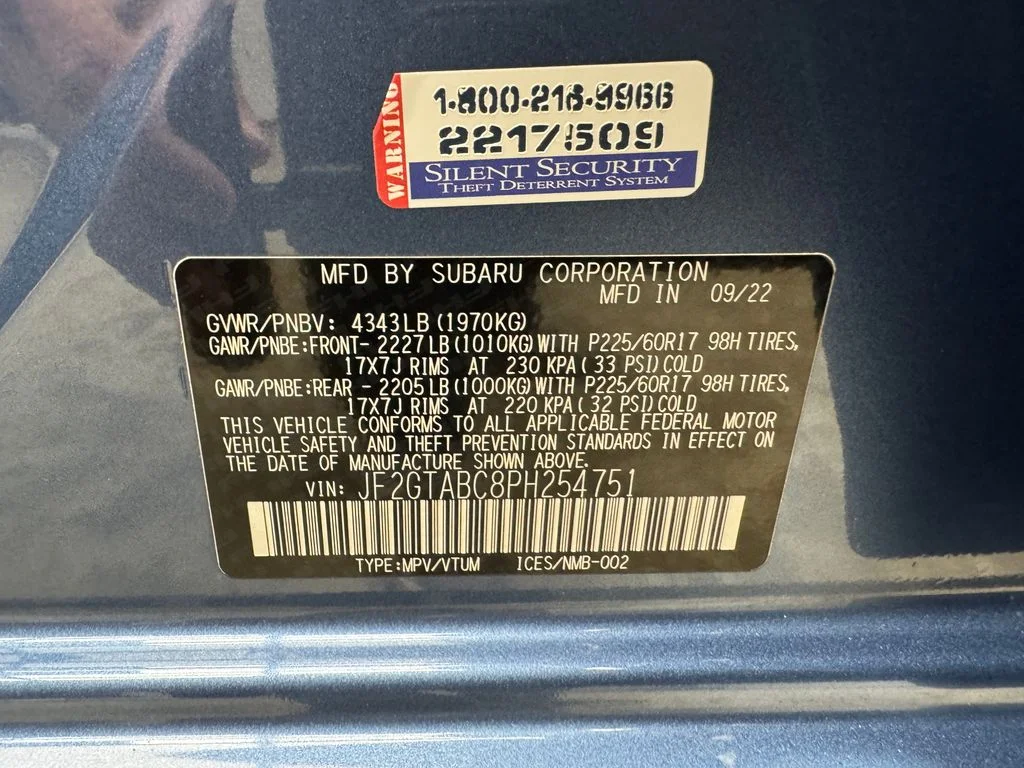 WARNING
1-800-216-9966
2217509
SILENT SECURITY
THEFT DETERRENT SYSTEM
MFD BY SUBARU CORPORATION
MFD IN 09/22
GVWR/PNBV: 4343LB (1970KG)
GAWR/PNBE:FRONT- 2227LB (1010KG) WITH P225/60R17 98H TIRES,
17X7J RIMS AT 230 KPA (33 PSI) COLD
GAWR/PNBE:REAR - 2205LB (1000KG) WITH P225/60R17 98H TIRES,
17X7J RIMS AT 220 KPA (32 PSI) COLD
THIS VEHICLE CONFORMS TO ALL APPLICABLE FEDERAL MOTOR
VEHICLE SAFETY AND THEFT PREVENTION STANDARDS IN EFFECT ON
THE DATE OF MANUFACTURE SHOWN ABOVE.
VIN: JF2GTABC8PH254751
TYPE:MPV/VTUM ICES/NMB-002